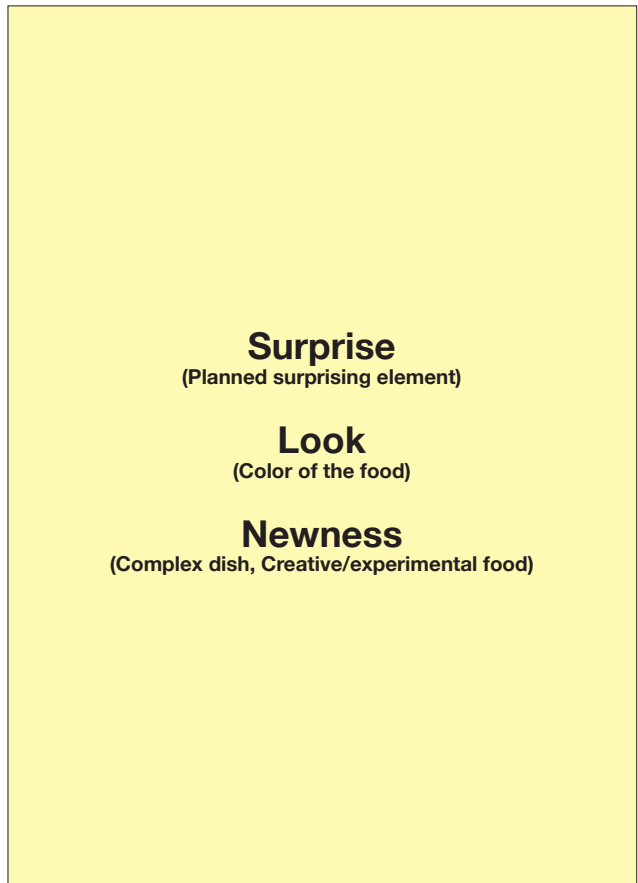 Surprise
(Planned surprising element)
Look
(Color of the food)
Newness
(Complex dish, Creative/experimental food)